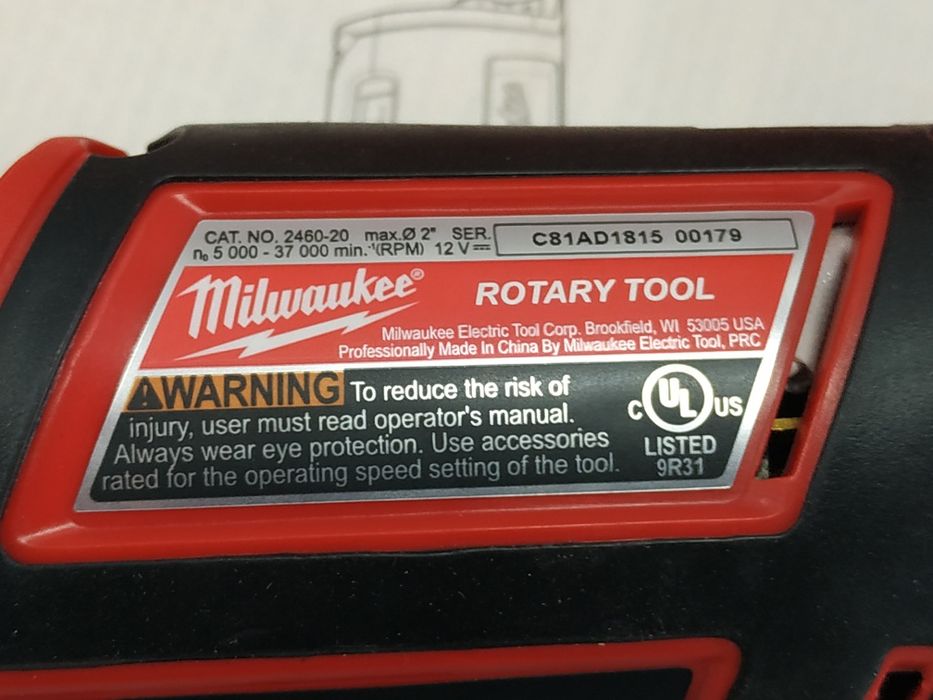 CAT. NO. 2460-20 max.Ø 2" SER. C81AD1815 00179
n₀ 5 000 - 37 000 min.⁻¹(RPM) 12 V ⎓
Milwaukee®
ROTARY TOOL
Milwaukee Electric Tool Corp. Brookfield, WI 53005 USA
Professionally Made In China By Milwaukee Electric Tool, PRC
⚠WARNING To reduce the risk of
injury, user must read operator's manual.
Always wear eye protection. Use accessories
rated for the operating speed setting of the tool.
C UL US
LISTED
9R31